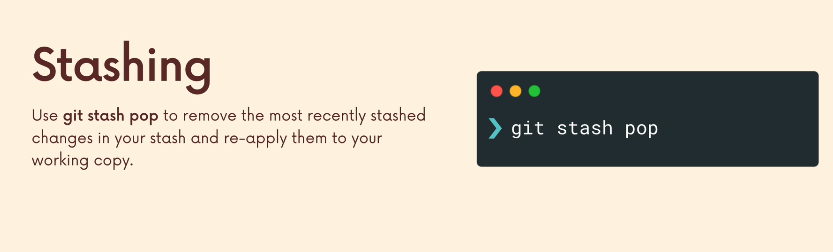 Stashing
Use git stash pop to remove the most recently stashed
changes in your stash and re-apply them to your
working copy.
❯ git stash pop